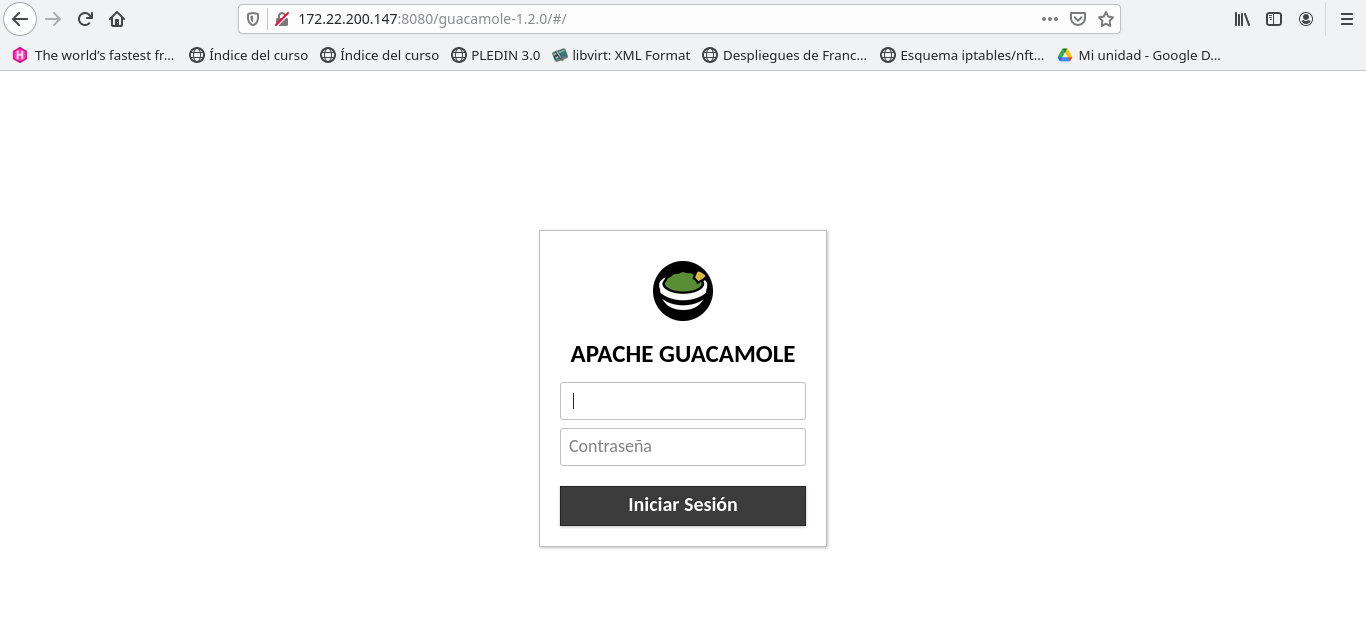 172.22.200.147:8080/guacamole-1.2.0/#/
The world’s fastest fr... Índice del curso Índice del curso PLEDIN 3.0 libvirt: XML Format Despliegues de Franc... Esquema iptables/nft... Mi unidad - Google D...
APACHE GUACAMOLE
Contraseña
Iniciar Sesión